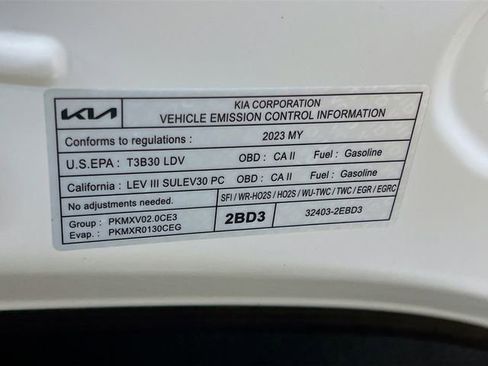 KIA
KIA CORPORATION
VEHICLE EMISSION CONTROL INFORMATION
Conforms to regulations : 2023 MY
U.S.EPA : T3B30 LDV OBD : CA II Fuel : Gasoline
California : LEV III SULEV30 PC OBD : CA II Fuel : Gasoline
No adjustments needed. SFI / WR-HO2S / HO2S / WU-TWC / TWC / EGR / EGRC
Group : PKMXV02.0CE3
Evap. : PKMXR0130CEG
2BD3
32403-2EBD3